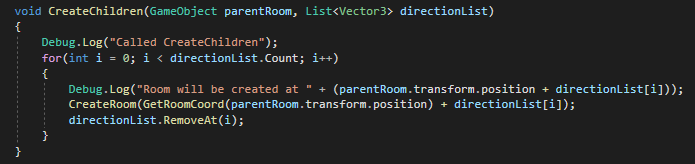 void CreateChildren(GameObject parentRoom, List<Vector3> directionList)
{
Debug.Log("Called CreateChildren");
for(int i = 0; i < directionList.Count; i++)
{
Debug.Log("Room will be created at " + (parentRoom.transform.position + directionList[i]));
CreateRoom(GetRoomCoord(parentRoom.transform.position) + directionList[i]);
directionList.RemoveAt(i);
}
}